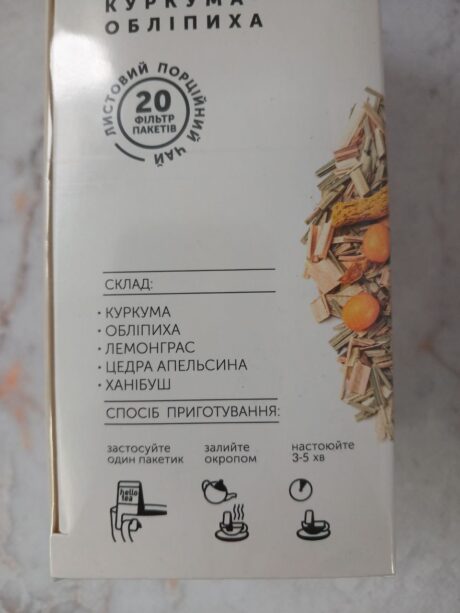 КУРКУМА
ОБЛІПИХА
ЛИСТОВИЙ ПОРЦІЙНИЙ ЧАЙ
20
ФІЛЬТР
ПАКЕТІВ
СКЛАД:
· КУРКУМА
· ОБЛІПИХА
· ЛЕМОНГРАС
· ЦЕДРА АПЕЛЬСИНА
· ХАНІБУШ
СПОСІБ ПРИГОТУВАННЯ:
застосуйте
один пакетик
залийте
окропом
настоюйте
3-5 хв
hello
tea